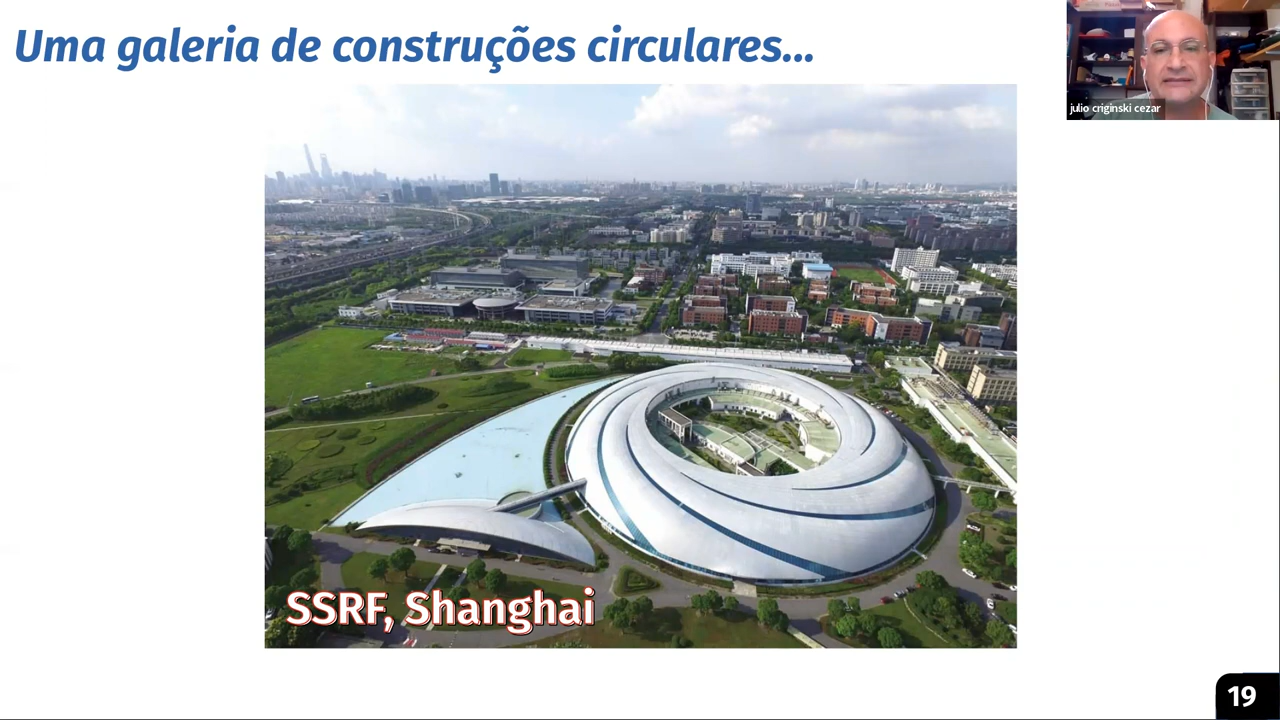 Uma galeria de construções circulares...
julio criginski cezar
SSRF, Shanghai
19